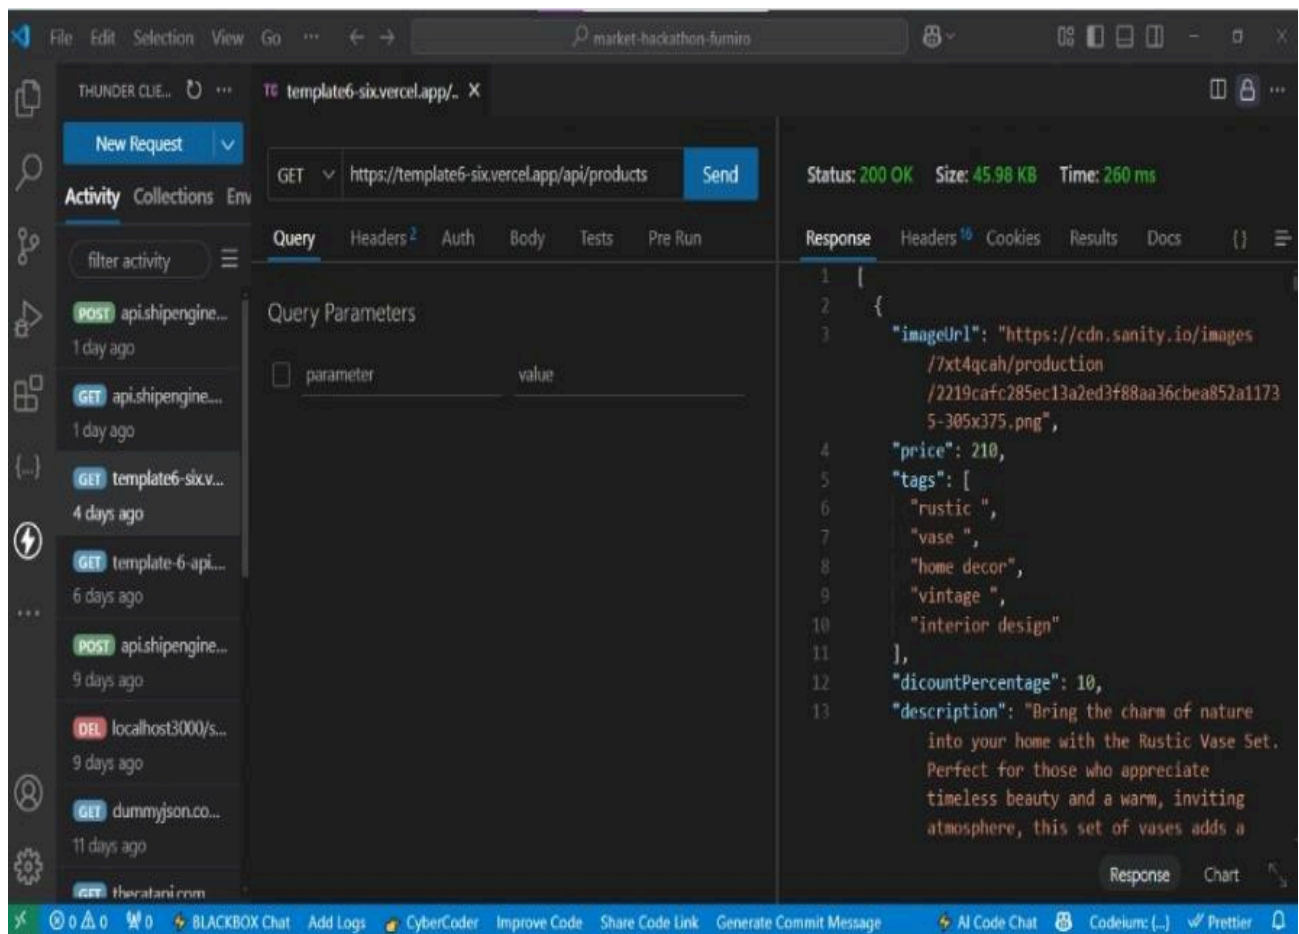 File Edit Selection View Go ··· market-hackathon-furniro
THUNDER CLIE... ···
TC template6-six.vercel.app/.. X
New Request
Activity Collections Env
filter activity
POST api.shipengine...
1 day ago
GET api.shipengine....
1 day ago
GET template6-six.v...
4 days ago
GET template-6-api....
6 days ago
POST api.shipengine...
9 days ago
DEL localhost3000/s...
9 days ago
GET dummyjson.co...
11 days ago
GET thecatapi.com
GET https://template6-six.vercel.app/api/products Send
Query Headers 2 Auth Body Tests Pre Run
Query Parameters
parameter value
Status: 200 OK Size: 45.98 KB Time: 260 ms
Response Headers 16 Cookies Results Docs {}
1 [
2 {
3 "imageUrl": "https://cdn.sanity.io/images
/7xt4qcah/production
/2219cafc285ec13a2ed3f88aa36cbea852a1173
5-305x375.png",
4 "price": 210,
5 "tags": [
6 "rustic ",
7 "vase ",
8 "home decor",
9 "vintage ",
10 "interior design"
11 ],
12 "dicountPercentage": 10,
13 "description": "Bring the charm of nature
into your home with the Rustic Vase Set.
Perfect for those who appreciate
timeless beauty and a warm, inviting
atmosphere, this set of vases adds a
Response Chart
0 0 0 BLACKBOX Chat Add Logs CyberCoder Improve Code Share Code Link Generate Commit Message AI Code Chat Codeium: {...} Prettier